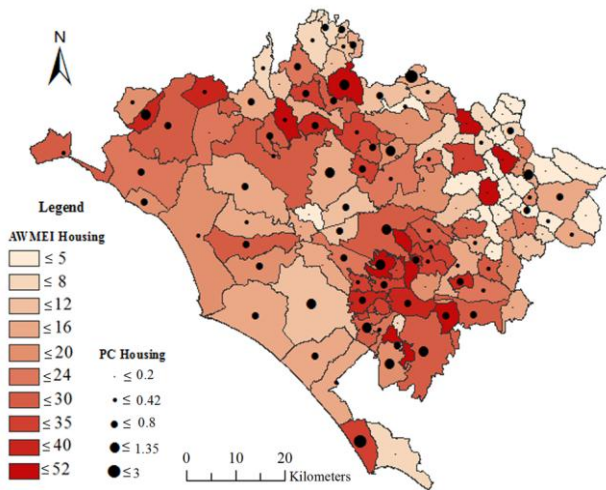 N
Legend
AWMEI Housing
≤ 5
≤ 8
≤ 12
≤ 16
≤ 20
≤ 24
≤ 30
≤ 35
≤ 40
≤ 52
PC Housing
≤ 0.2
≤ 0.42
≤ 0.8
≤ 1.35
≤ 3
0 10 20
Kilometers